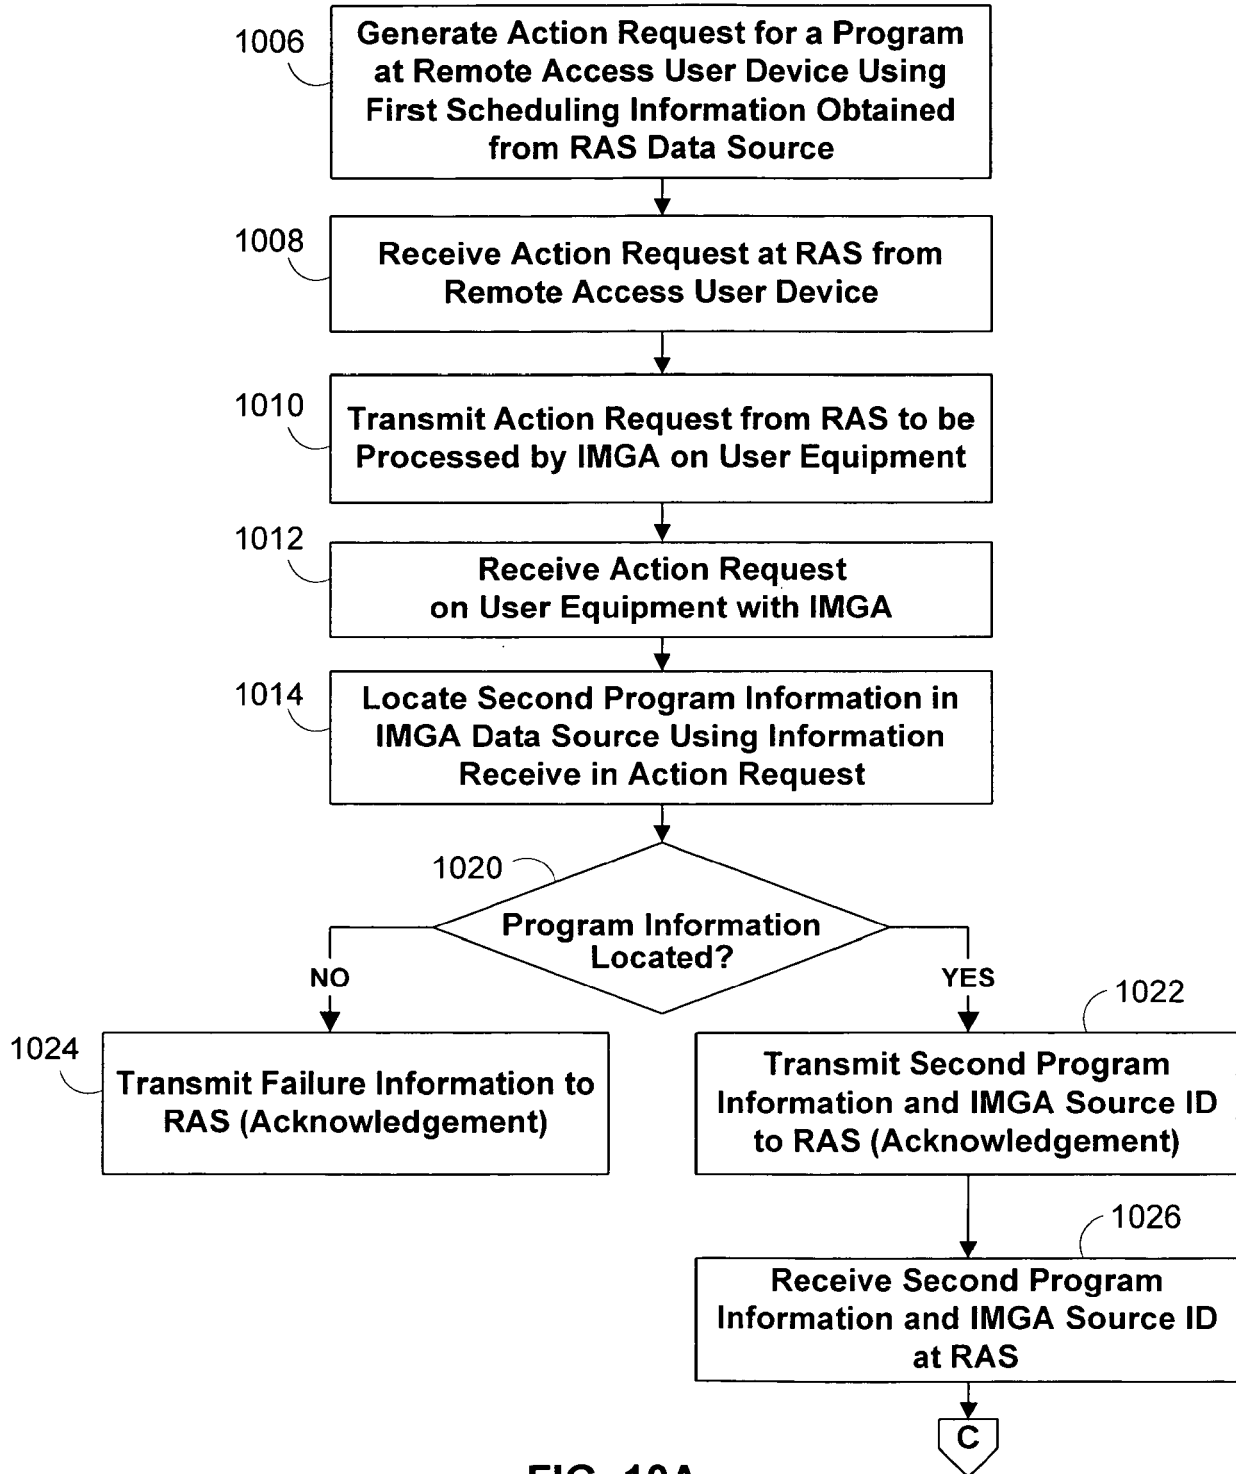 1006
Generate Action Request for a Program
at Remote Access User Device Using
First Scheduling Information Obtained
from RAS Data Source
1008
Receive Action Request at RAS from
Remote Access User Device
1010
Transmit Action Request from RAS to be
Processed by IMGA on User Equipment
1012
Receive Action Request
on User Equipment with IMGA
1014
Locate Second Program Information in
IMGA Data Source Using Information
Receive in Action Request
1020
Program Information
Located?
NO
YES
1024
Transmit Failure Information to
RAS (Acknowledgement)
1022
Transmit Second Program
Information and IMGA Source ID
to RAS (Acknowledgement)
1026
Receive Second Program
Information and IMGA Source ID
at RAS
C
FIG. 10A